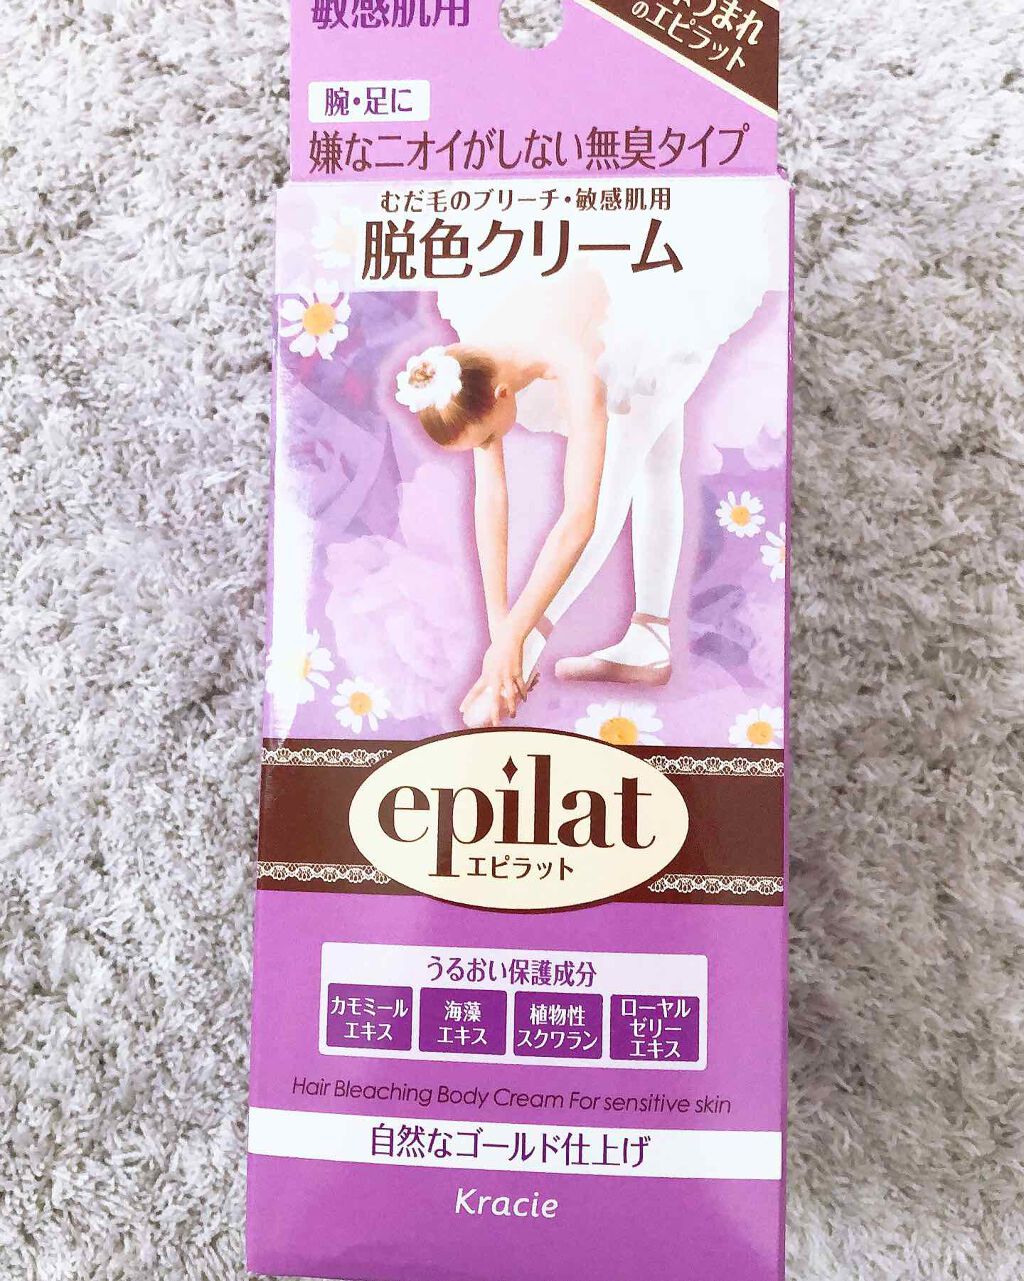 敏感肌用
うまれ
のエピラット
腕・足に
嫌なニオイがしない無臭タイプ
むだ毛のブリーチ・敏感肌用
脱色クリーム
epilat
エピラット
うるおい保護成分
カモミール
エキス
海藻
エキス
植物性
スクワラン
ローヤル
ゼリー
エキス
Hair Bleaching Body Cream For sensitive skin
自然なゴールド仕上げ
Kracie